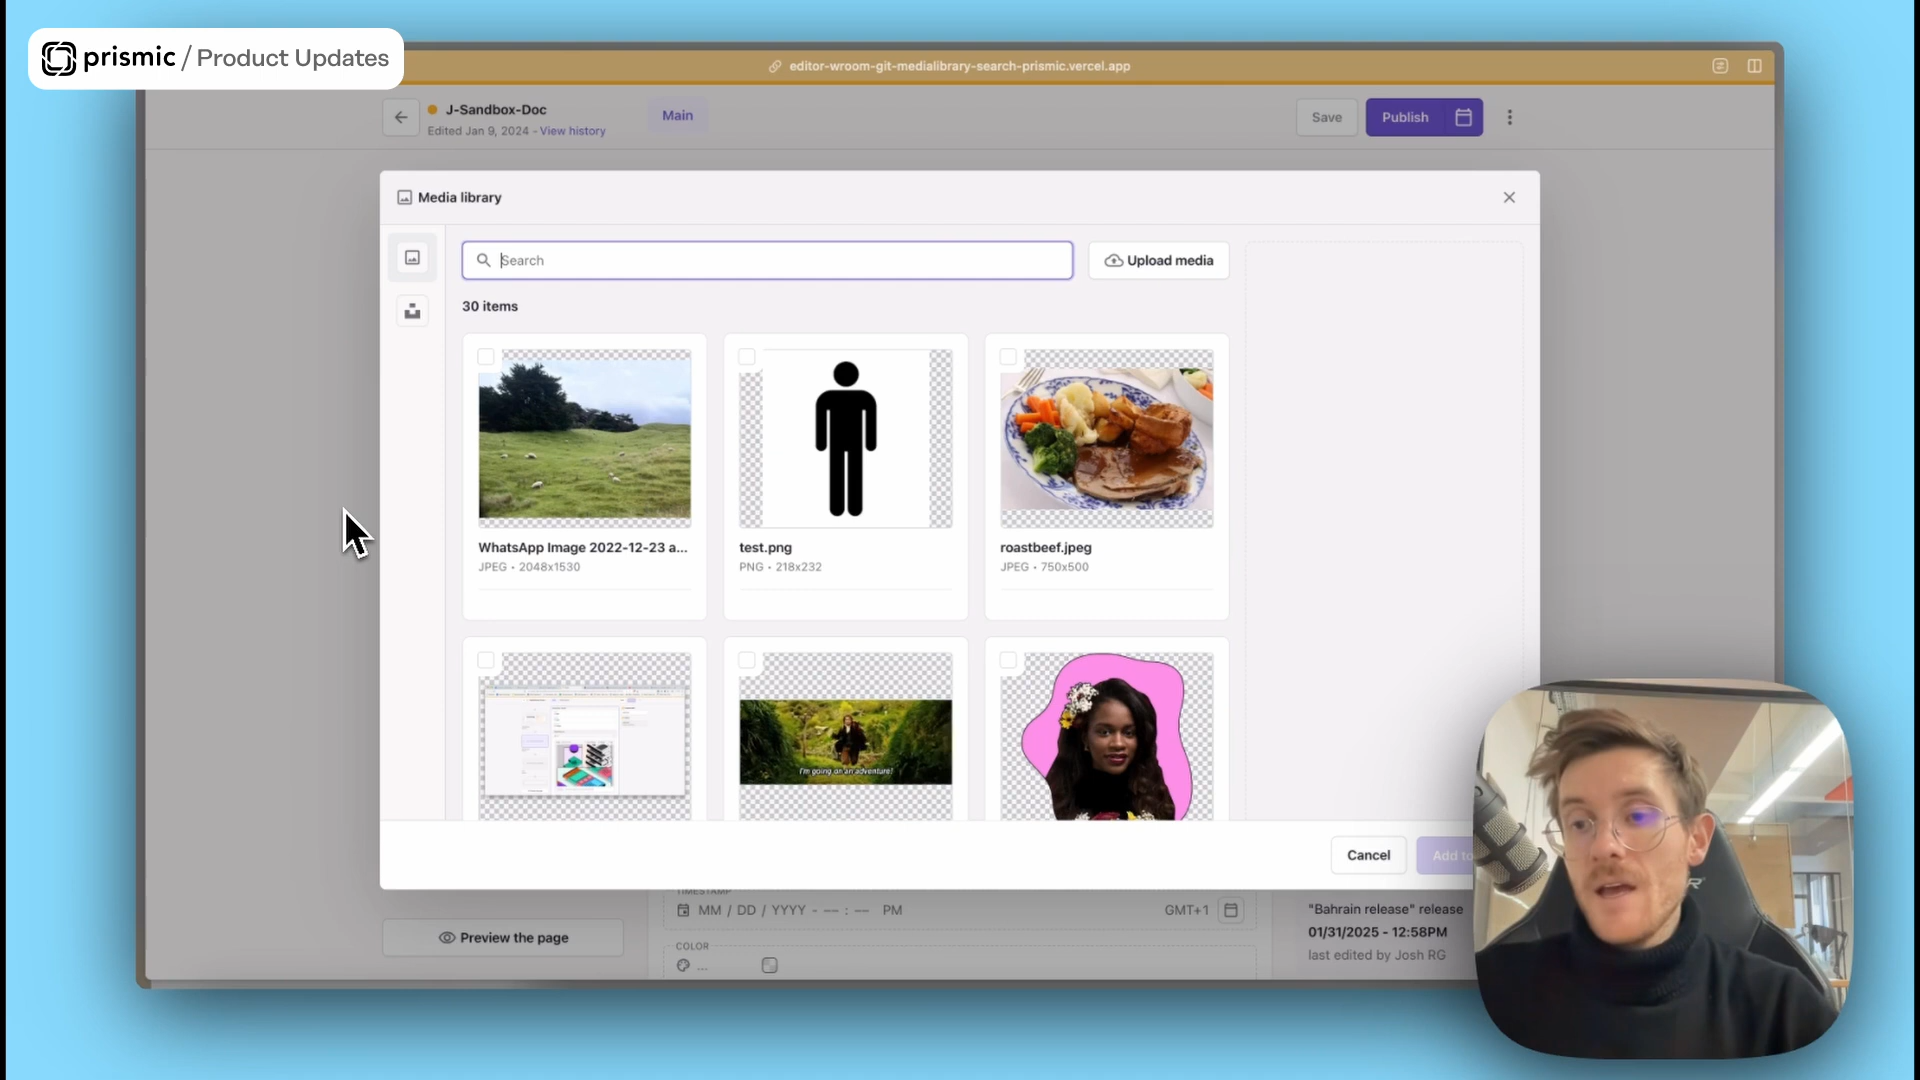 prismic / Product Updates
editor-wroom-git-medialibrary-search-prismic.vercel.app
J-Sandbox-Doc
Edited Jan 9, 2024 - View history
Main
Save
Publish
Media library
Search
Upload media
30 items
WhatsApp Image 2022-12-23 a...
JPEG • 2048x1530
test.png
PNG • 218x232
roastbeef.jpeg
JPEG • 750x500
I'm going on an adventure!
Cancel
Add to
TIMESTAMP
MM / DD / YYYY - –– : –– PM
GMT+1
Preview the page
COLOR
...
"Bahrain release" release
01/31/2025 - 12:58PM
last edited by Josh RG
R